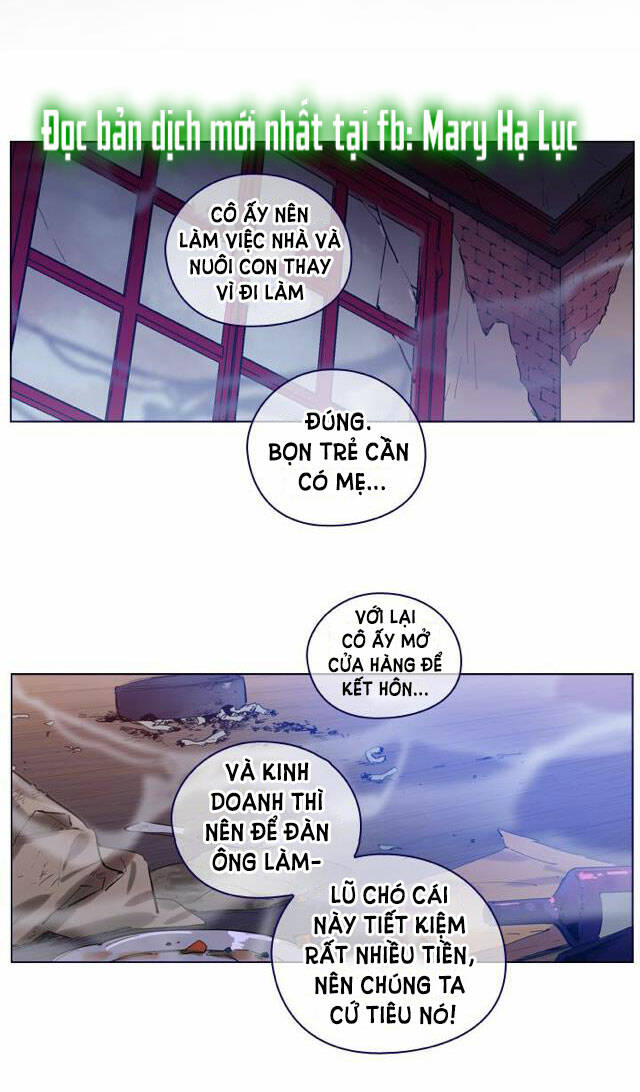 Đọc bản dịch mới nhất tại fb: Mary Hạ Lục
CÔ ẤY NÊN
LÀM VIỆC NHÀ VÀ
NUÔI CON THAY
VÌ ĐI LÀM
ĐÚNG.
BỌN TRẺ CẦN
CÓ MẸ...
VỚI LẠI
CÔ ẤY MỞ
CỬA HÀNG ĐỂ
KẾT HÔN...
VÀ KINH
DOANH THÌ
NÊN ĐỂ ĐÀN
ÔNG LÀM-
LŨ CHÓ CÁI
NÀY TIẾT KIỆM
RẤT NHIỀU TIỀN,
NÊN CHÚNG TA
CỨ TIÊU NÓ!